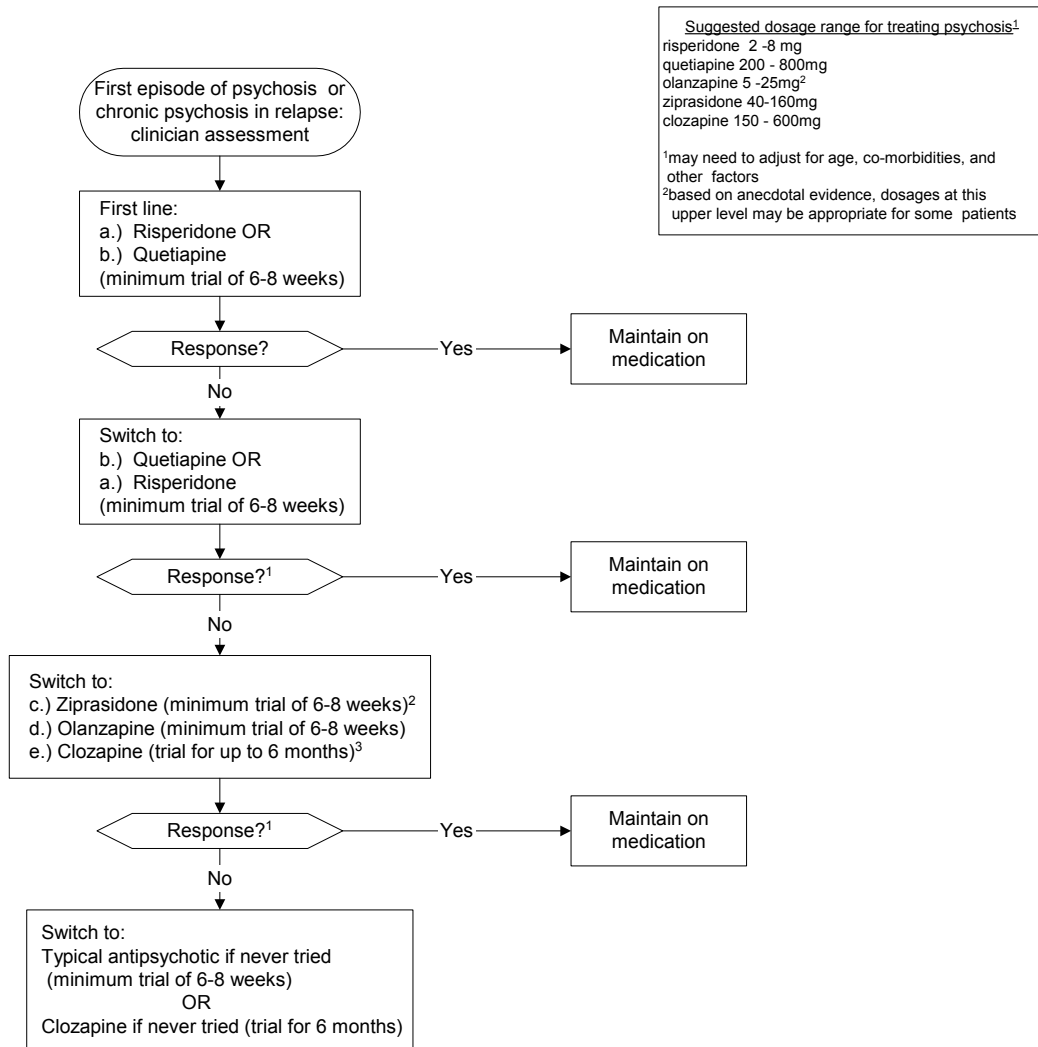 Suggested dosage range for treating psychosis¹
risperidone 2 -8 mg
quetiapine 200 - 800mg
olanzapine 5 -25mg²
ziprasidone 40-160mg
clozapine 150 - 600mg
¹may need to adjust for age, co-morbidities, and
other factors
²based on anecdotal evidence, dosages at this
upper level may be appropriate for some patients
First episode of psychosis or
chronic psychosis in relapse:
clinician assessment
First line:
a.) Risperidone OR
b.) Quetiapine
(minimum trial of 6-8 weeks)
Response?
Yes
Maintain on
medication
No
Switch to:
b.) Quetiapine OR
a.) Risperidone
(minimum trial of 6-8 weeks)
Response?¹
Yes
Maintain on
medication
No
Switch to:
c.) Ziprasidone (minimum trial of 6-8 weeks)²
d.) Olanzapine (minimum trial of 6-8 weeks)
e.) Clozapine (trial for up to 6 months)³
Response?¹
Yes
Maintain on
medication
No
Switch to:
Typical antipsychotic if never tried
(minimum trial of 6-8 weeks)
OR
Clozapine if never tried (trial for 6 months)